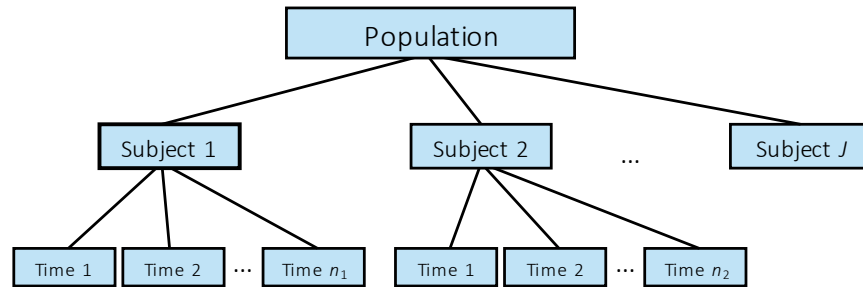 Population
Subject 1 Subject 2 ... Subject J
Time 1 Time 2 ... Time n₁ Time 1 Time 2 ... Time n₂